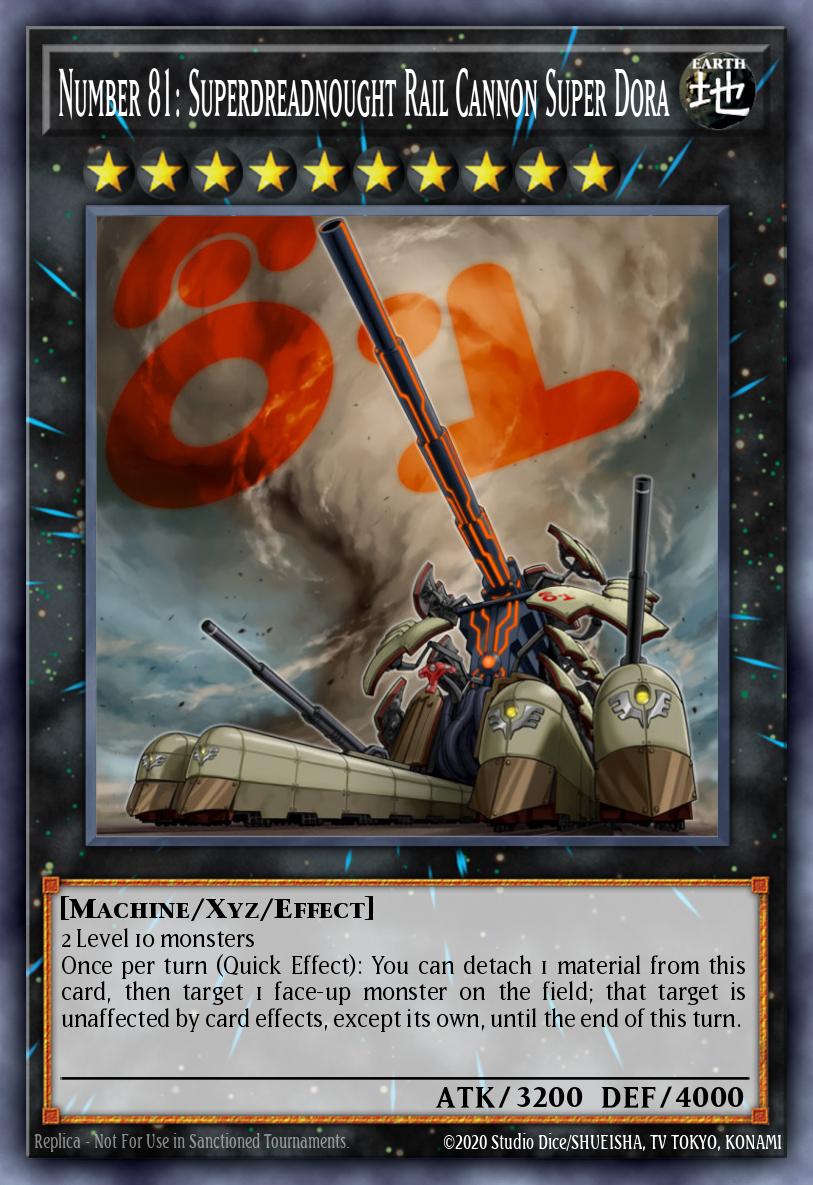 Number 81: Superdreadnought Rail Cannon Super Dora
EARTH
地
81
81
[Machine/Xyz/Effect]
2 Level 10 monsters
Once per turn (Quick Effect): You can detach 1 material from this
card, then target 1 face-up monster on the field; that target is
unaffected by card effects, except its own, until the end of this turn.
ATK/3200 DEF/4000
Replica - Not For Use in Sanctioned Tournaments.
©2020 Studio Dice/SHUEISHA, TV TOKYO, KONAMI